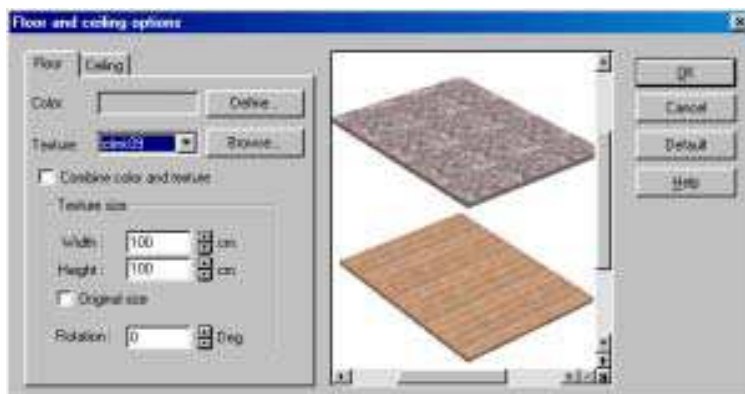 Floor and ceiling options
Floor
Ceiling
Color
Define...
Texture
Browse...
Combine color and texture
Texture size
Width :
100
cm
Height :
100
cm
Original size
Rotation :
0
Deg
OK
Cancel
Default
Help